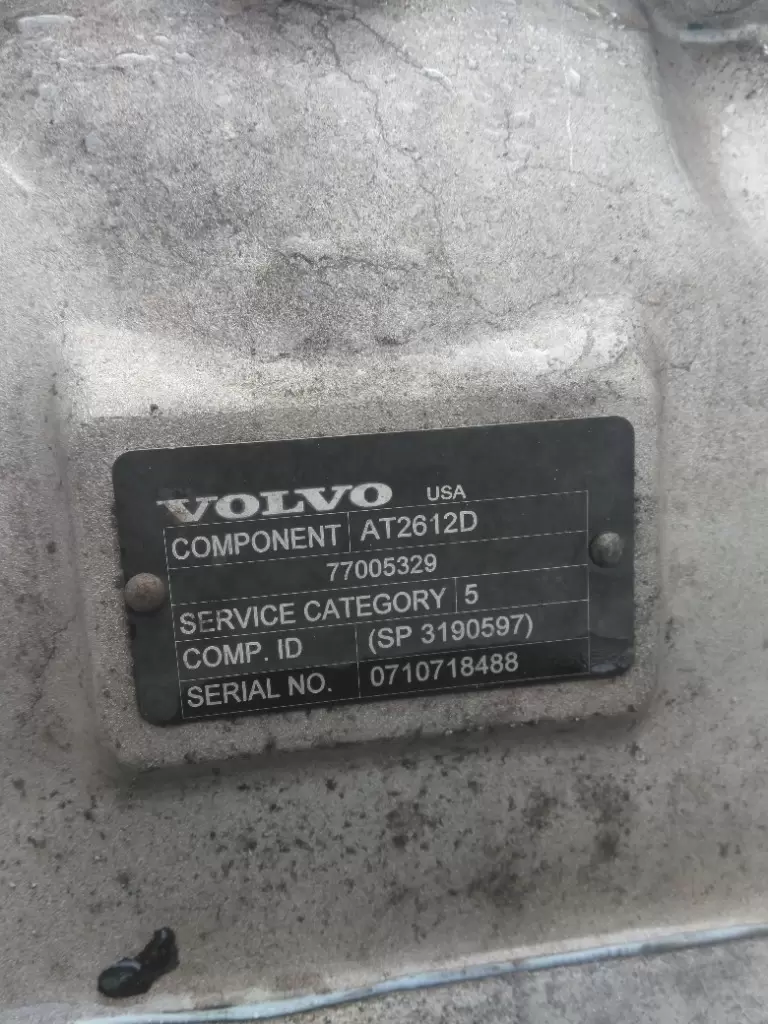 VOLVO USA
COMPONENT AT2612D
77005329
SERVICE CATEGORY 5
COMP. ID (SP 3190597)
SERIAL NO. 0710718488